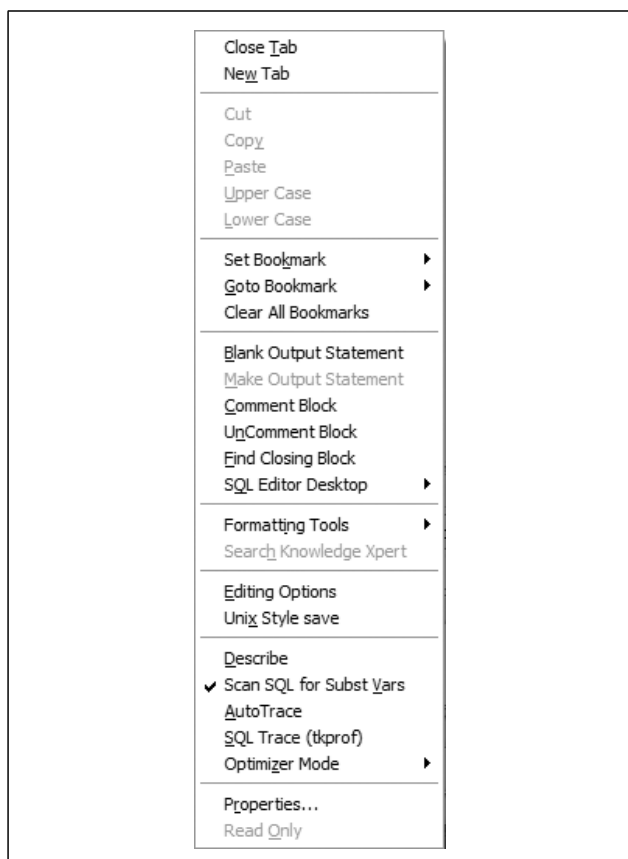 Close Tab
New Tab
Cut
Copy
Paste
Upper Case
Lower Case
Set Bookmark
Goto Bookmark
Clear All Bookmarks
Blank Output Statement
Make Output Statement
Comment Block
UnComment Block
Find Closing Block
SQL Editor Desktop
Formatting Tools
Search Knowledge Xpert
Editing Options
Unix Style save
Describe
Scan SQL for Subst Vars
AutoTrace
SQL Trace (tkprof)
Optimizer Mode
Properties...
Read Only